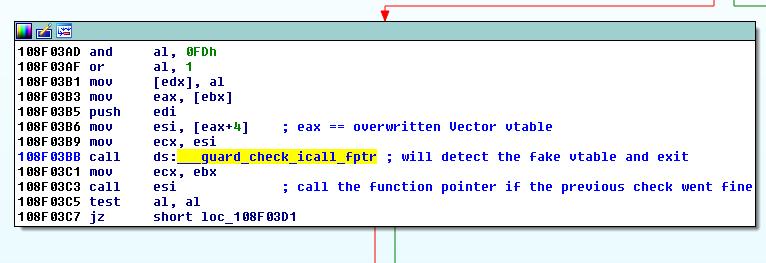 108F03AD and al, 0FDh
108F03AF or al, 1
108F03B1 mov [edx], al
108F03B3 mov eax, [ebx]
108F03B5 push edi
108F03B6 mov esi, [eax+4] ; eax == overwritten Vector vtable
108F03B9 mov ecx, esi
108F03BB call ds:___guard_check_icall_fptr ; will detect the fake vtable and exit
108F03C1 mov ecx, ebx
108F03C3 call esi ; call the function pointer if the previous check went fine
108F03C5 test al, al
108F03C7 jz short loc_108F03D1